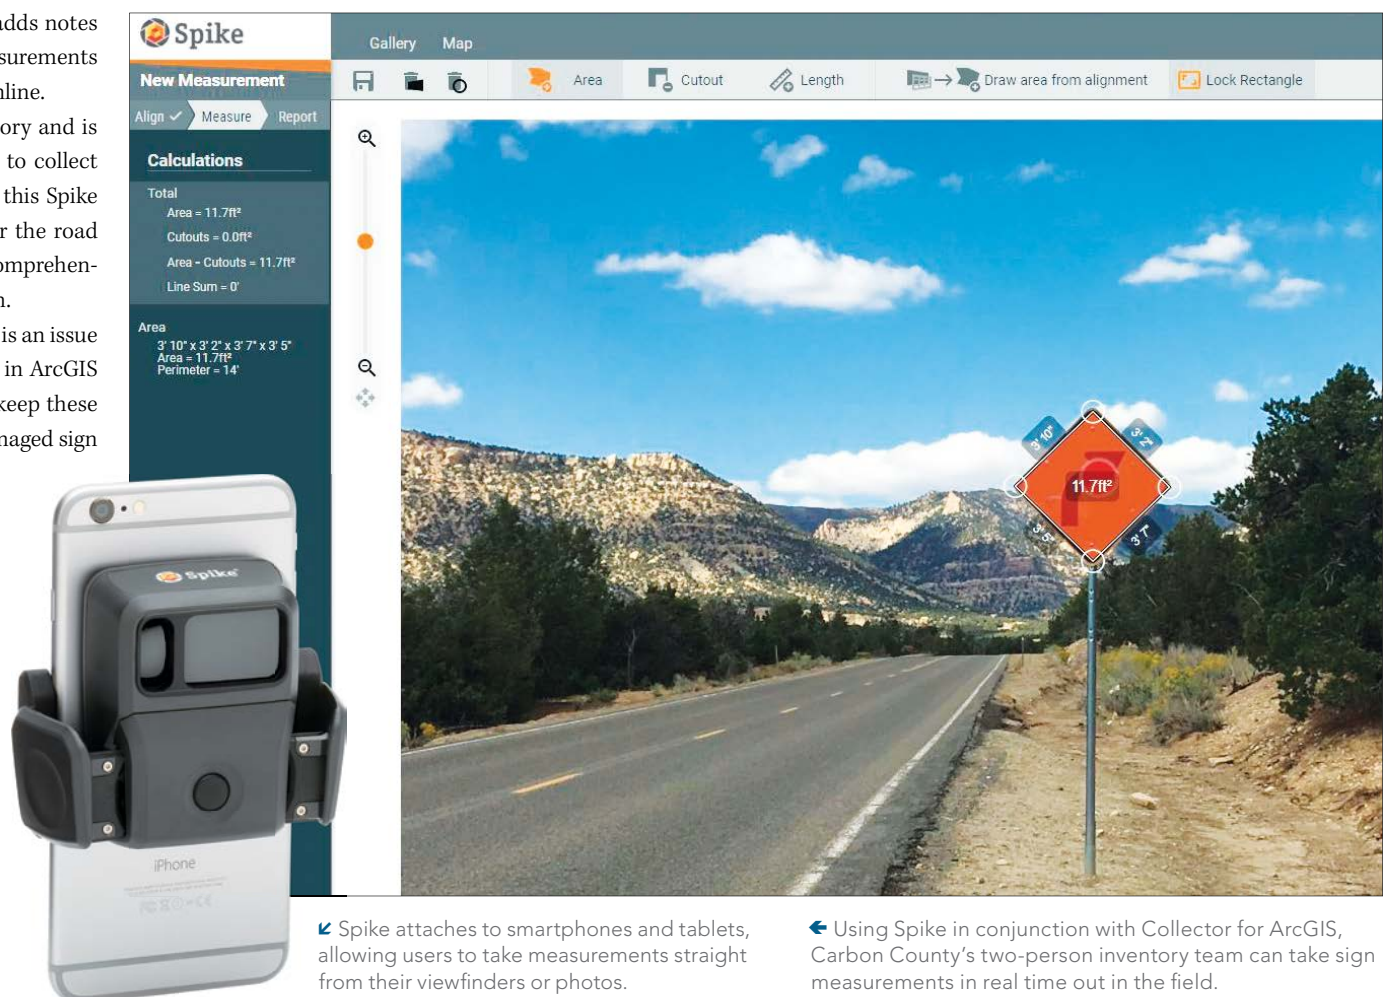 adds notes
asurements
nline.
ory and is
to collect
this Spike
r the road
omprehen-
n.
is an issue
in ArcGIS
keep these
naged sign
Spike
Gallery Map
New Measurement
Area
Cutout
Length
Draw area from alignment
Lock Rectangle
Align Measure Report
Calculations
Total
Area = 11.7ft²
Cutouts = 0.0ft²
Area - Cutouts = 11.7ft²
Line Sum = 0'
Area
3' 10" x 3' 2" x 3' 7" x 3' 5"
Area = 11.7ft²
Perimeter = 14'
3' 10"
3' 2"
11.7ft²
3' 5"
3' 7"
Spike
iPhone
Spike attaches to smartphones and tablets,
allowing users to take measurements straight
from their viewfinders or photos.
Using Spike in conjunction with Collector for ArcGIS,
Carbon County's two-person inventory team can take sign
measurements in real time out in the field.